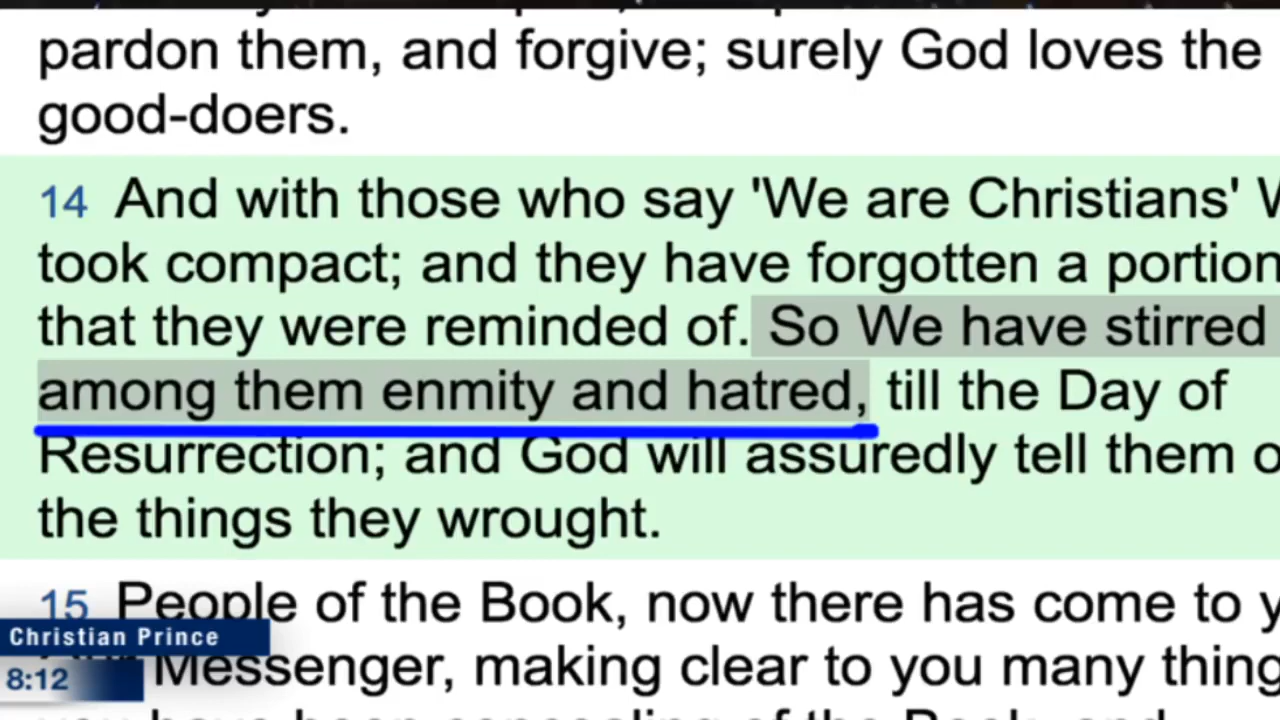 pardon them, and forgive; surely God loves the
good-doers.
14 And with those who say 'We are Christians'
took compact; and they have forgotten a portion
that they were reminded of. So We have stirred
among them enmity and hatred, till the Day of
Resurrection; and God will assuredly tell them
the things they wrought.
15 People of the Book, now there has come to
Christian Prince
Messenger, making clear to you many thing
8:12